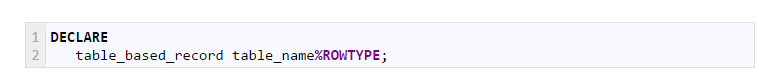 1 DECLARE
2    table_based_record table_name%ROWTYPE;